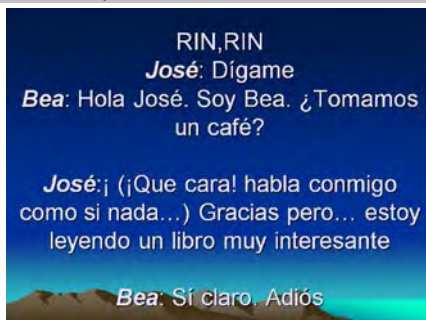 RIN,RIN
José: Dígame
Bea: Hola José. Soy Bea. ¿Tomamos
un café?
José:¡ (¡Que cara! habla conmigo
como si nada...) Gracias pero... estoy
leyendo un libro muy interesante
Bea: Sí claro. Adiós